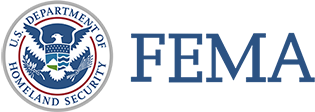 U.S. DEPARTMENT OF
HOMELAND SECURITY
FEMA